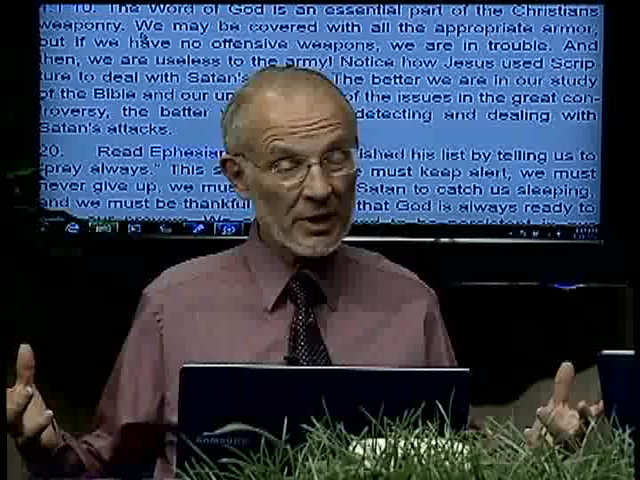 The Word of God is an essential part of the Christians
weaponry. We may be covered with all the appropriate armor,
but if we have no offensive weapons, we are in trouble. And
then, we are useless to the army! Notice how Jesus used Scrip
ture to deal with Satan's The better we are in our study
of the Bible and our of the issues in the great con-
troversy, the better detecting and dealing with
Satan's attacks.
20. Read Ephesian his list by telling us to
"pray always." This must keep alert, we must
never give up, we mus Satan to catch us sleeping,
and we must be thankful that God is always ready to
SAMSUNG